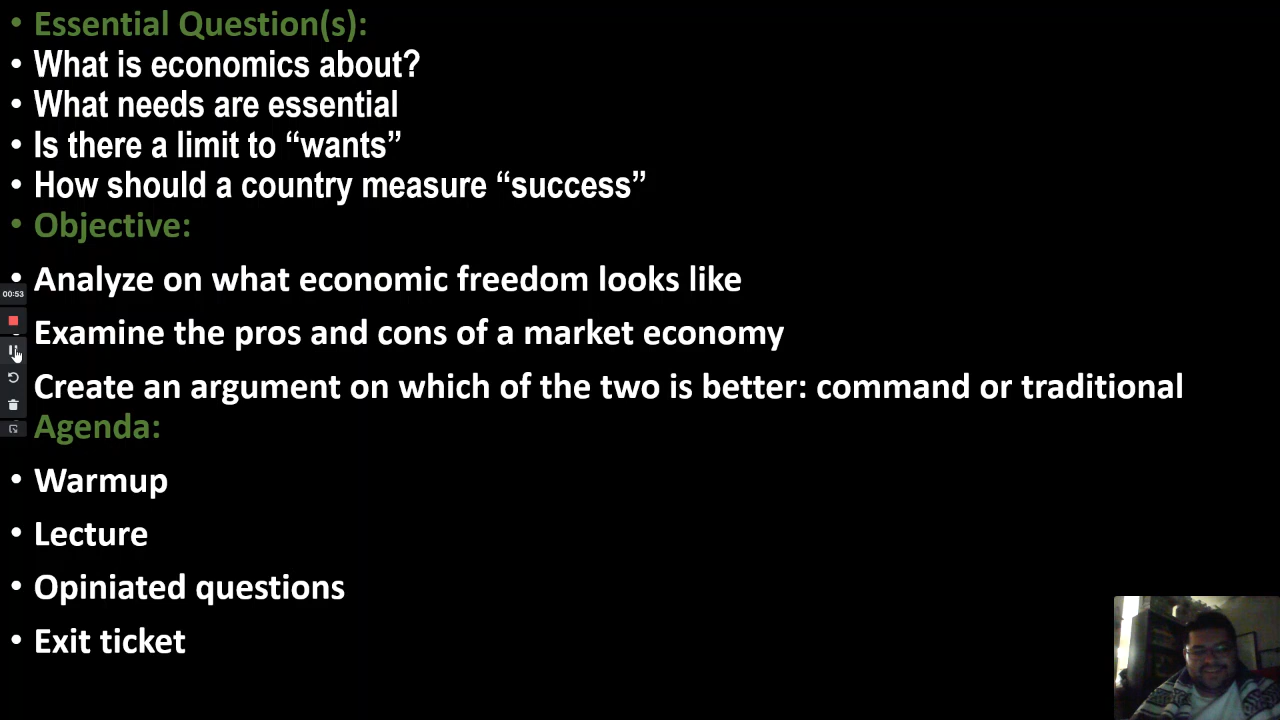 • Essential Question(s):
• What is economics about?
• What needs are essential
• Is there a limit to “wants”
• How should a country measure “success”
• Objective:
• Analyze on what economic freedom looks like
00:53
Examine the pros and cons of a market economy
Create an argument on which of the two is better: command or traditional
Agenda:
• Warmup
• Lecture
• Opiniated questions
• Exit ticket